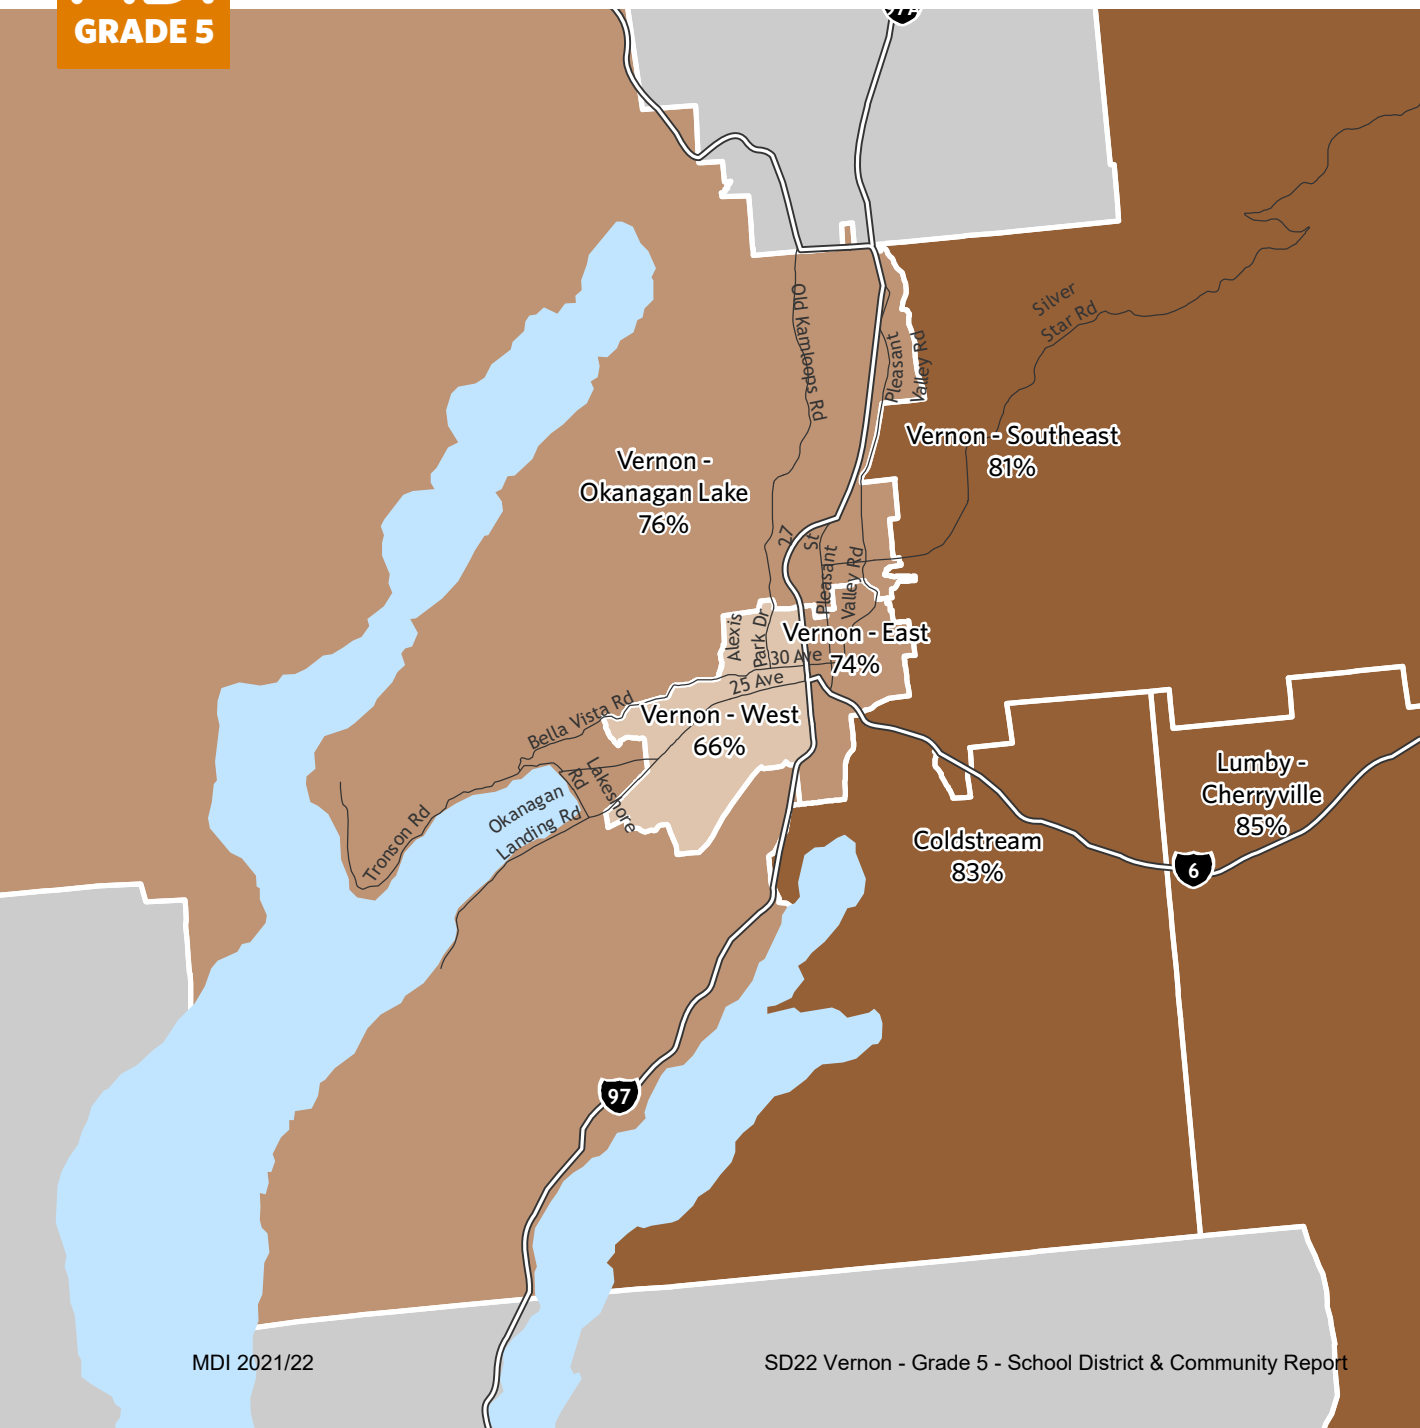 GRADE 5
97A
Silver
Star Rd
Old Kamloops Rd
Pleasant
Valley Rd
Vernon - Southeast
81%
Vernon -
Okanagan Lake
76%
27
St
Pleasant
Valley Rd
Alexis
Park Dr
Vernon - East
74%
30 Ave
25 Ave
Bella Vista Rd
Vernon - West
66%
Lakeshore
Rd
Okanagan
Landing Rd
Tronson Rd
Lumby -
Cherryville
85%
Coldstream
83%
6
97
MDI 2021/22
SD22 Vernon - Grade 5 - School District & Community Report